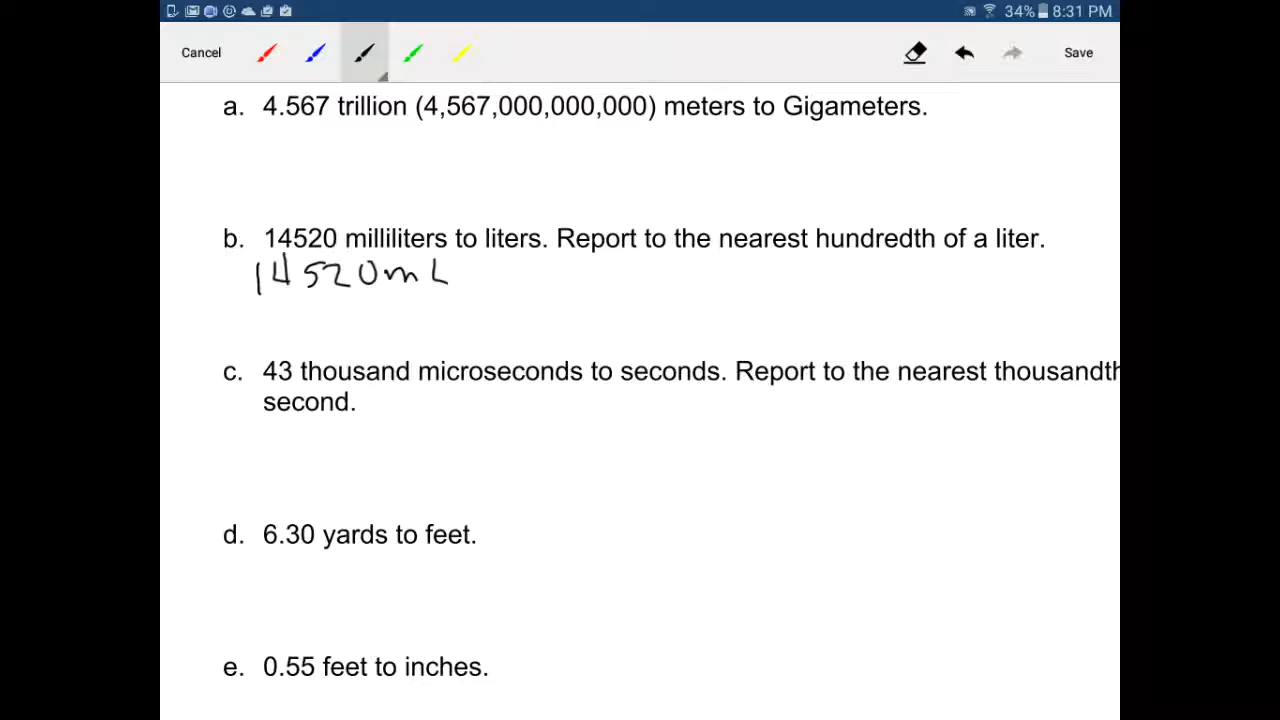 34% 8:31 PM
Cancel Save
a. 4.567 trillion (4,567,000,000,000) meters to Gigameters.
b. 14520 milliliters to liters. Report to the nearest hundredth of a liter.
14520mL
c. 43 thousand microseconds to seconds. Report to the nearest thousandth
second.
d. 6.30 yards to feet.
e. 0.55 feet to inches.